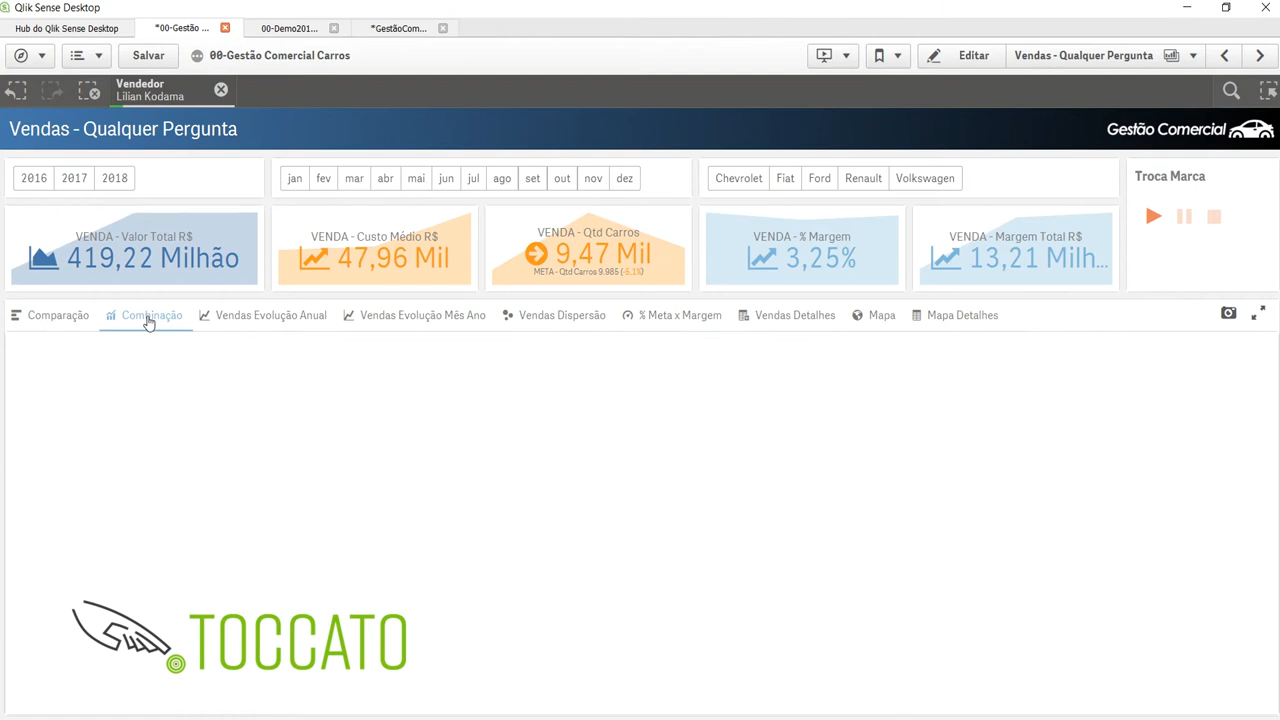 Qlik Sense Desktop
Hub do Qlik Sense Desktop
*00-Gestão ...
00-Demo201...
*GestãoCom...
Salvar
00-Gestão Comercial Carros
Editar
Vendas - Qualquer Pergunta
Vendedor
Lilian Kodama
Vendas - Qualquer Pergunta
Gestão Comercial
2016 2017 2018
jan fev mar abr mai jun jul ago set out nov dez
Chevrolet Fiat Ford Renault Volkswagen
Troca Marca
VENDA - Valor Total R$
419,22 Milhão
VENDA - Custo Médio R$
47,96 Mil
VENDA - Qtd Carros
9,47 Mil
META - Qtd Carros 9.985 (-5,1%)
VENDA - % Margem
3,25%
VENDA - Margem Total R$
13,21 Milh...
Comparação
Combinação
Vendas Evolução Anual
Vendas Evolução Mês Ano
Vendas Dispersão
% Meta x Margem
Vendas Detalhes
Mapa
Mapa Detalhes
TOCCATO